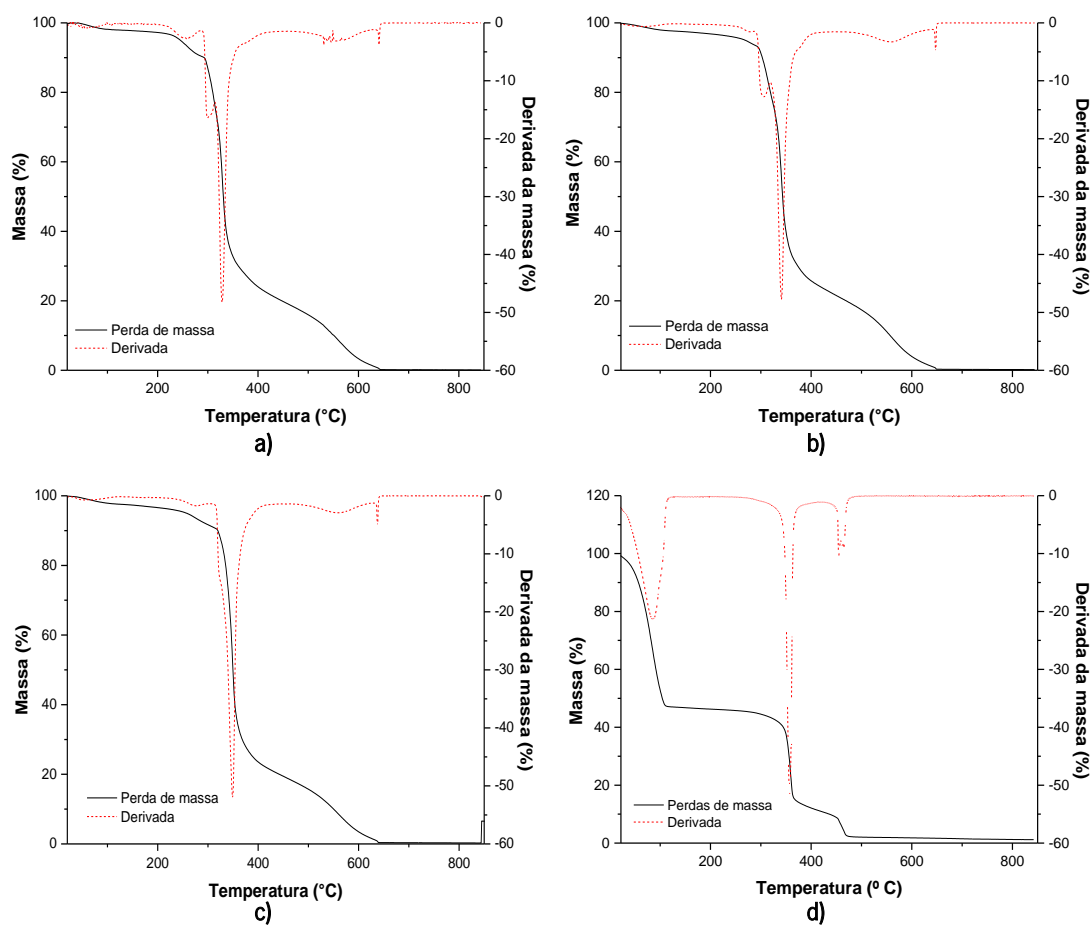 100
80
60
40
20
0
0
-10
-20
-30
-40
-50
-60
200
400
600
800
Massa (%)
Derivada da massa (%)
Perda de massa
Derivada
Temperatura (°C)
a)
100
80
60
40
20
0
0
-10
-20
-30
-40
-50
-60
200
400
600
800
Massa (%)
Derivada da massa (%)
Perda de massa
Derivada
Temperatura (°C)
b)
100
80
60
40
20
0
0
-10
-20
-30
-40
-50
-60
200
400
600
800
Massa (%)
Derivada da massa (%)
Perda de massa
Derivada
Temperatura (°C)
c)
120
100
80
60
40
20
0
0
-10
-20
-30
-40
-50
-60
200
400
600
800
Massa (%)
Derivada da massa (%)
Perdas de massa
Derivada
Temperatura (º C)
d)